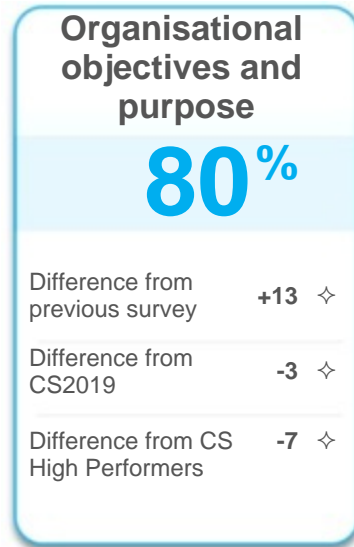 Organisational
objectives and
purpose
80%
Difference from
previous survey +13 ✧
Difference from
CS2019 -3 ✧
Difference from CS
High Performers -7 ✧